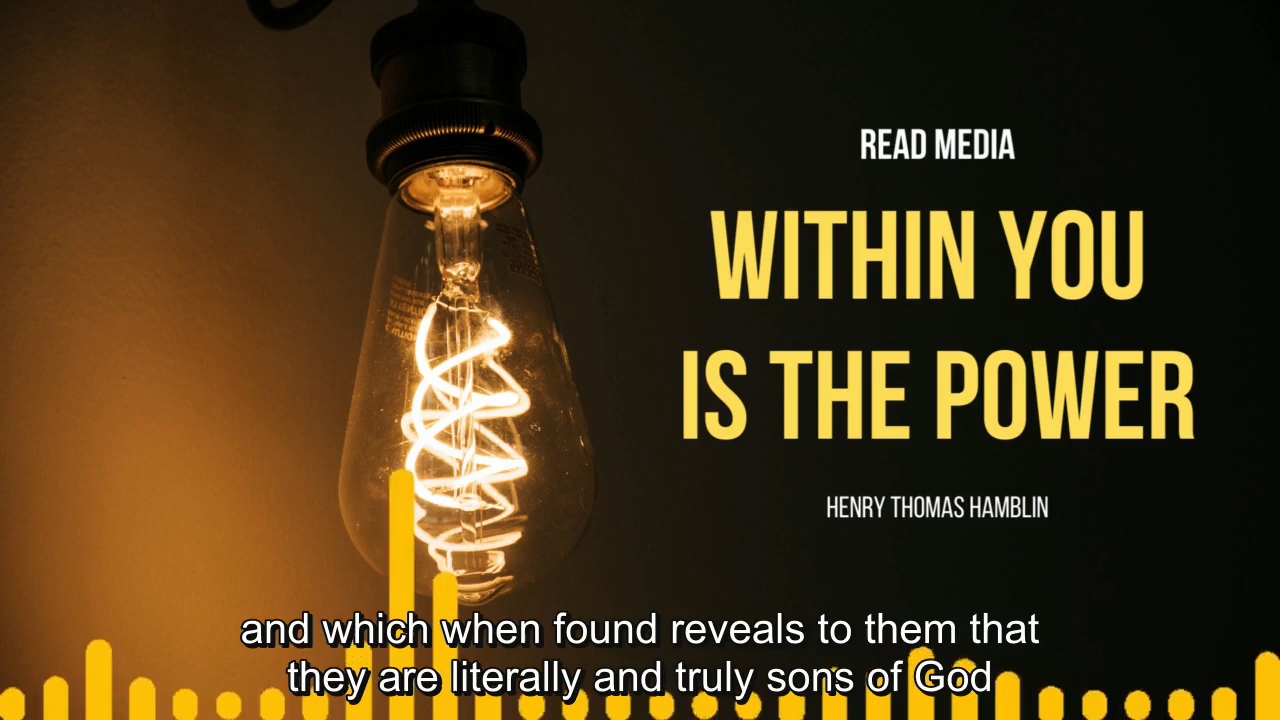 READ MEDIA
WITHIN YOU
IS THE POWER
HENRY THOMAS HAMBLIN
and which when found reveals to them that
they are literally and truly sons of God